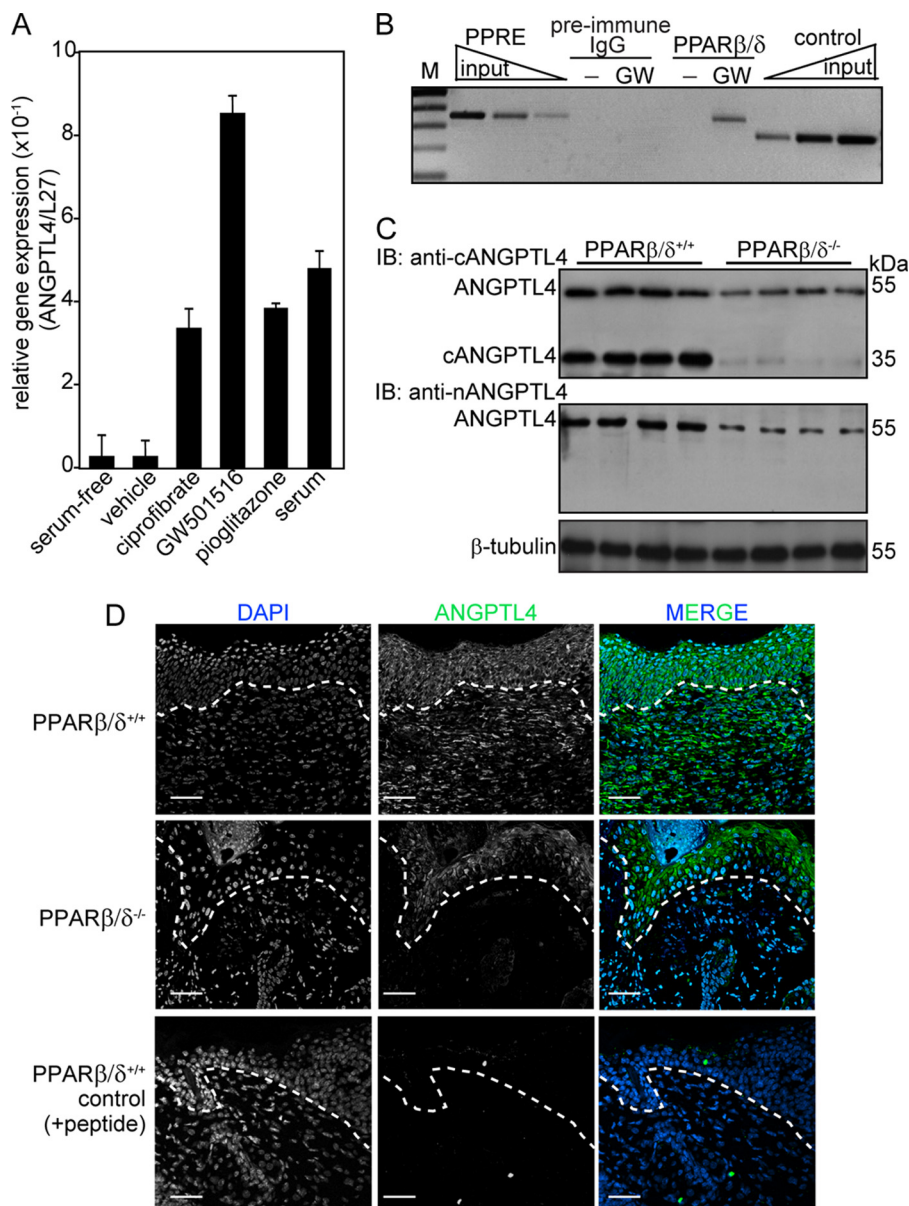 A
relative gene expression (x10⁻¹)
(ANGPTL4/L27)
10
8
6
4
2
0
serum-free
vehicle
ciprofibrate
GW501516
pioglitazone
serum
B
PPRE
pre-immune
IgG
PPARβ/δ
control
input
input
M
– GW
– GW
C
IB: anti-cANGPTL4
PPARβ/δ⁺/⁺
PPARβ/δ⁻/⁻
kDa
ANGPTL4
55
cANGPTL4
35
IB: anti-nANGPTL4
ANGPTL4
55
β-tubulin
55
D
DAPI
ANGPTL4
MERGE
PPARβ/δ⁺/⁺
PPARβ/δ⁻/⁻
PPARβ/δ⁺/⁺
control
(+peptide)